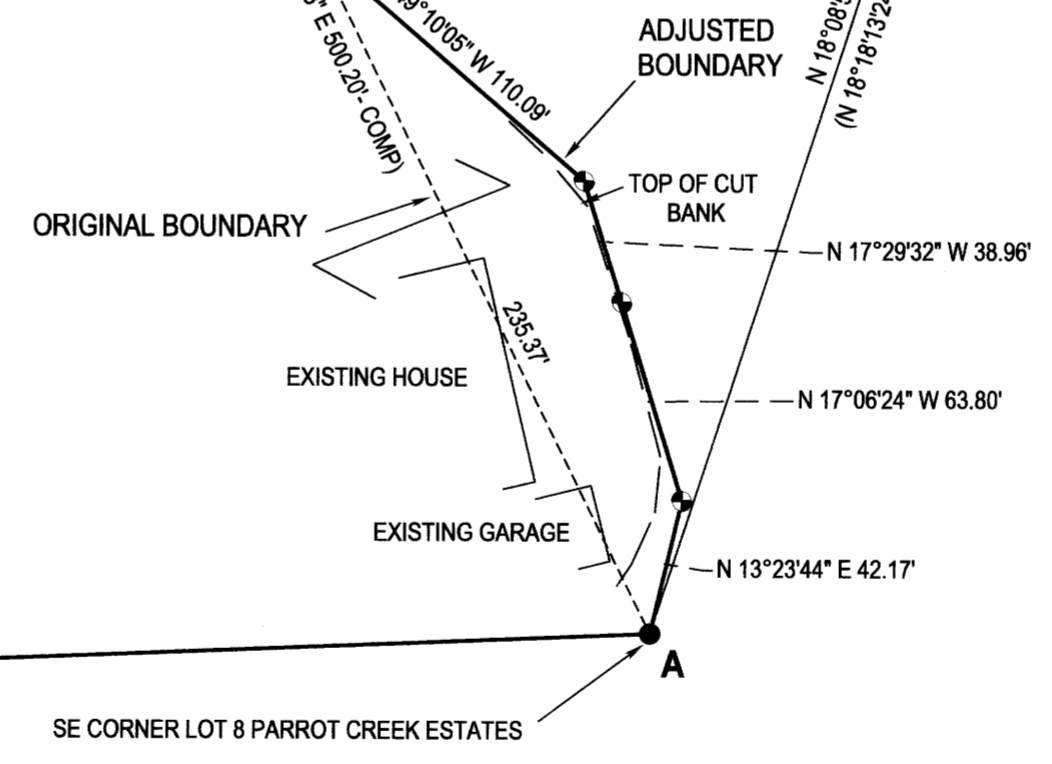 E 500.20'- COMP)
9°10'05" W 110.09'
ADJUSTED
BOUNDARY
N 18°08'
(N 18°18'13"
TOP OF CUT
BANK
ORIGINAL BOUNDARY
N 17°29'32" W 38.96'
235.37'
EXISTING HOUSE
N 17°06'24" W 63.80'
EXISTING GARAGE
N 13°23'44" E 42.17'
A
SE CORNER LOT 8 PARROT CREEK ESTATES